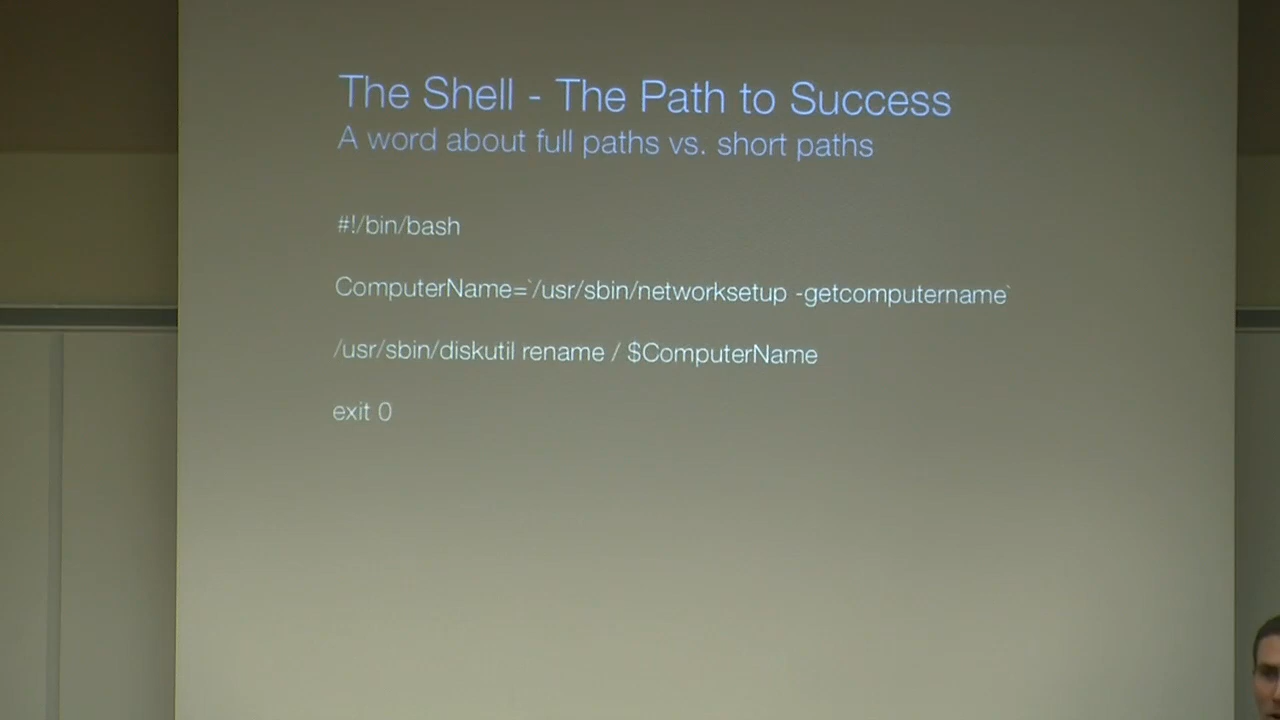 The Shell - The Path to Success
A word about full paths vs. short paths
#!/bin/bash
ComputerName=`/usr/sbin/networksetup -getcomputername`
/usr/sbin/diskutil rename / $ComputerName
exit 0